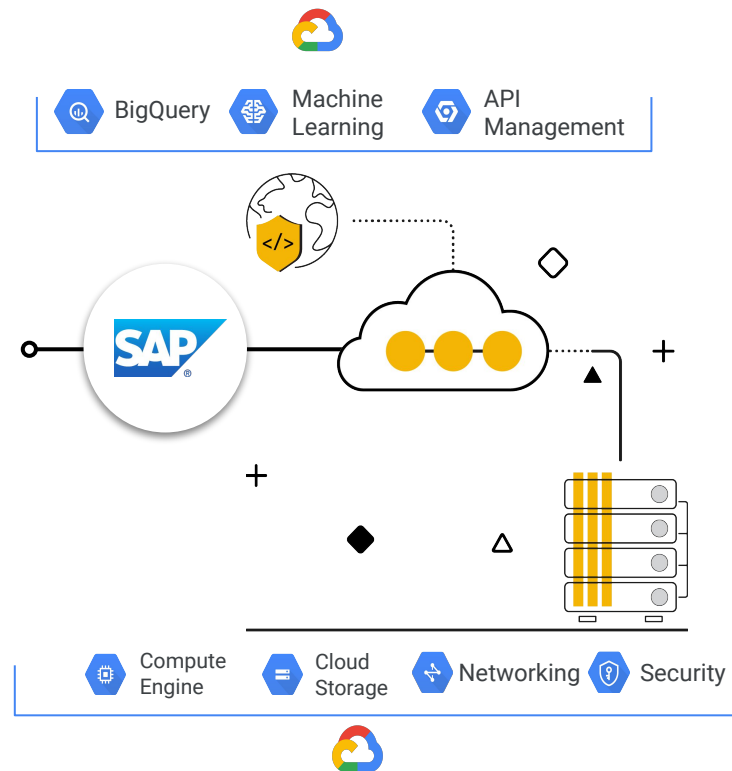 BigQuery
Machine
Learning
API
Management
</>
SAP
®
Compute
Engine
Cloud
Storage
Networking
Security